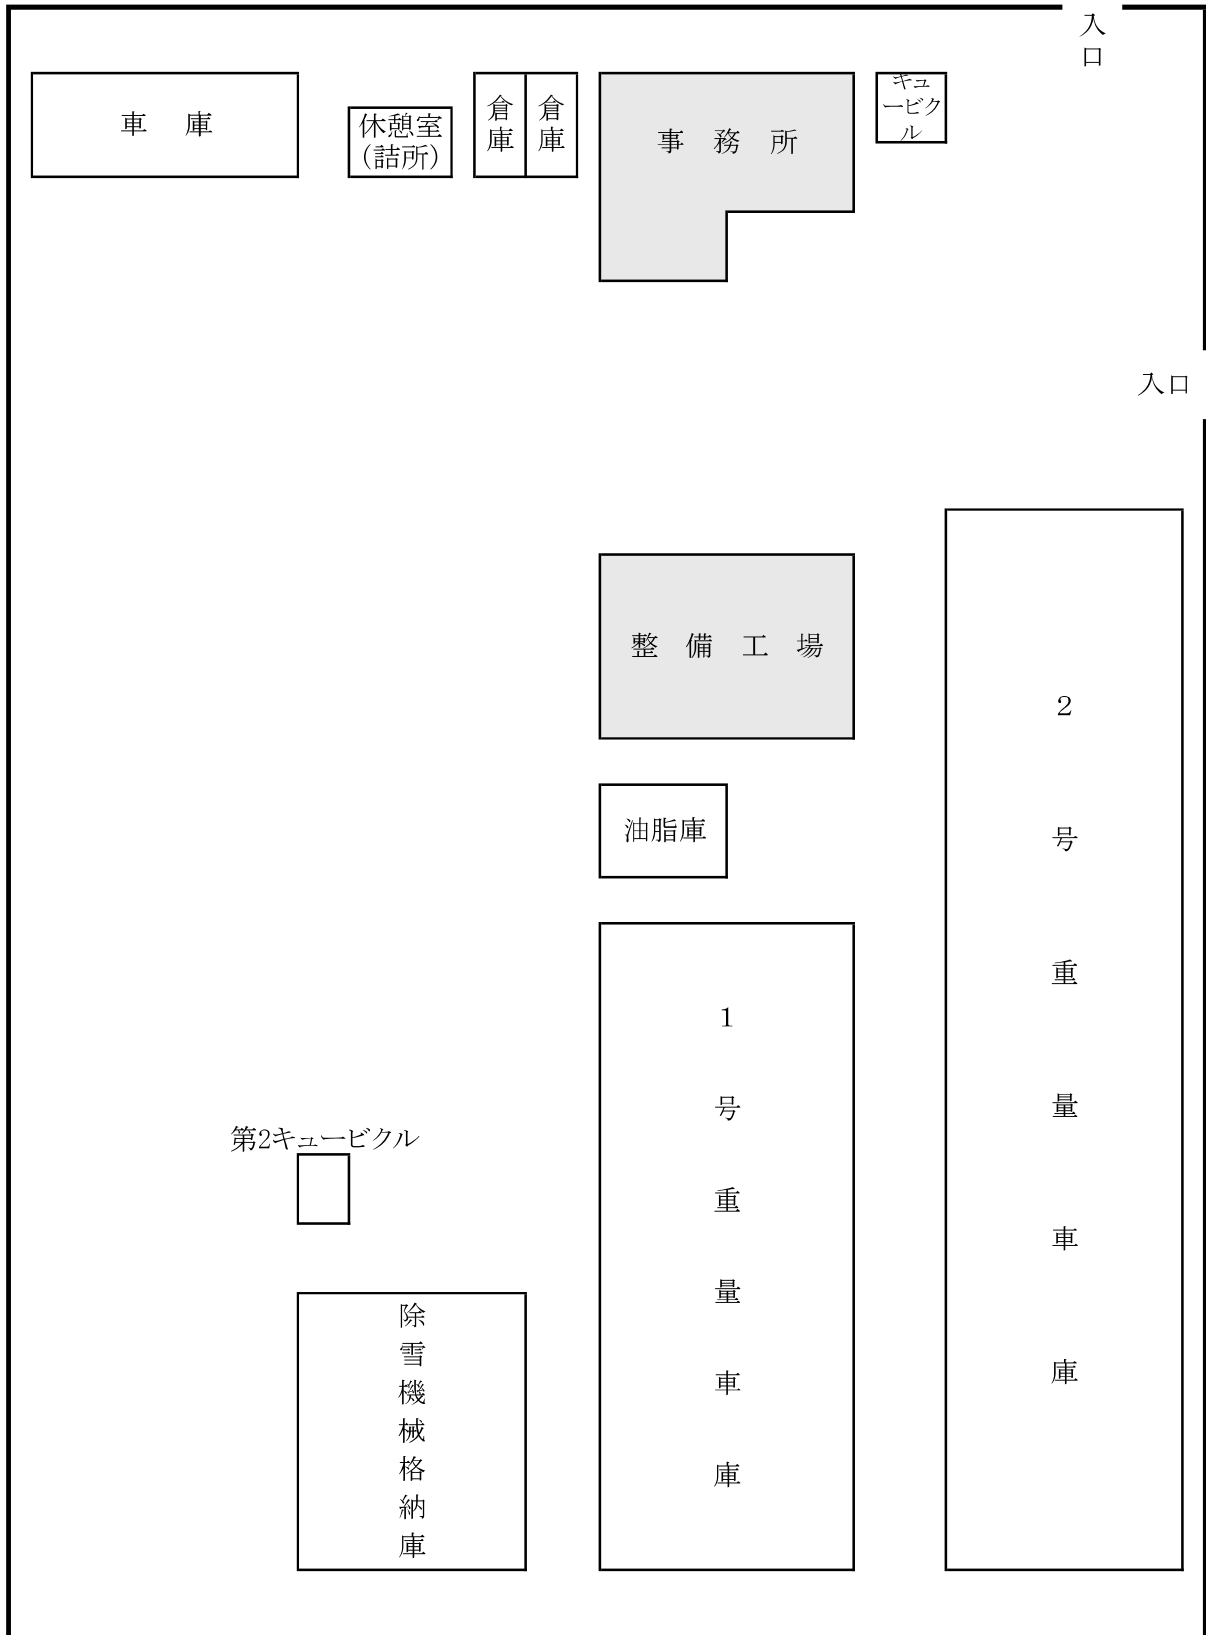 入
口
車　庫
休憩室
(詰所)
倉
庫
倉
庫
事　務　所
キュ
ービク
ル
入口
整　備　工　場
油脂庫
1
号
重
量
車
庫
2
号
重
量
車
庫
第2キュービクル
除
雪
機
械
格
納
庫